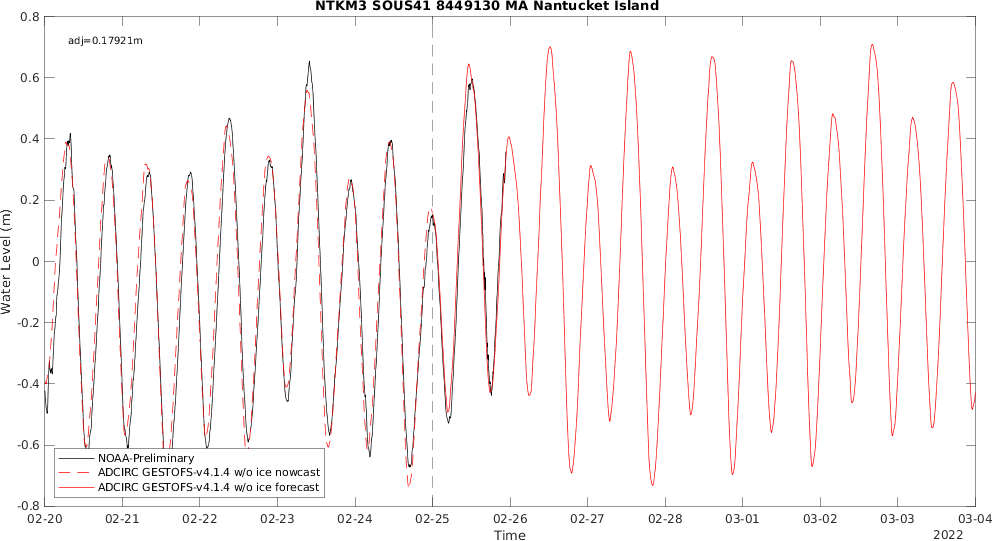 NTKM3 SOUS41 8449130 MA Nantucket Island
adj=0.17921m
0.8
0.6
0.4
0.2
0
-0.2
-0.4
-0.6
-0.8
Water Level (m)
NOAA-Preliminary
ADCIRC GESTOFS-v4.1.4 w/o ice nowcast
ADCIRC GESTOFS-v4.1.4 w/o ice forecast
02-20 02-21 02-22 02-23 02-24 02-25 02-26 02-27 02-28 03-01 03-02 03-03 03-04
Time
2022